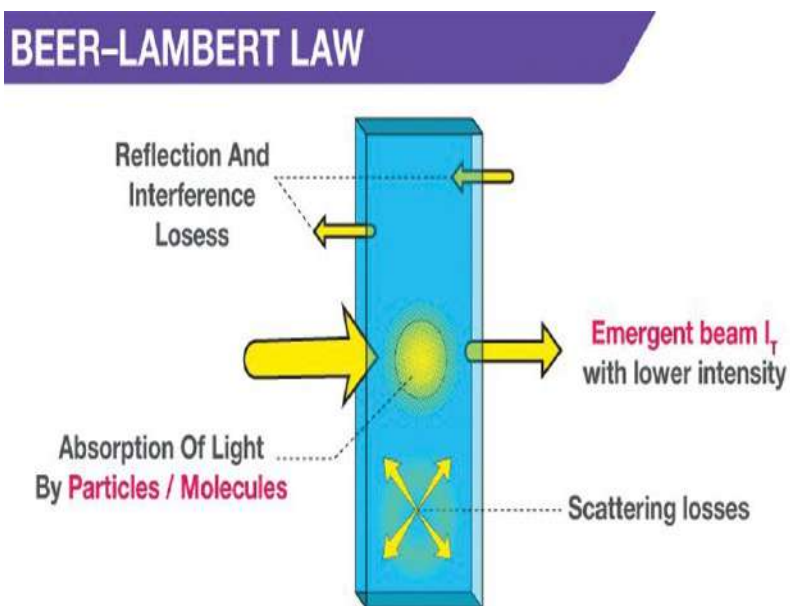 BEER–LAMBERT LAW
Reflection And
Interference
Losess
Emergent beam I_T
with lower intensity
Absorption Of Light
By Particles / Molecules
Scattering losses